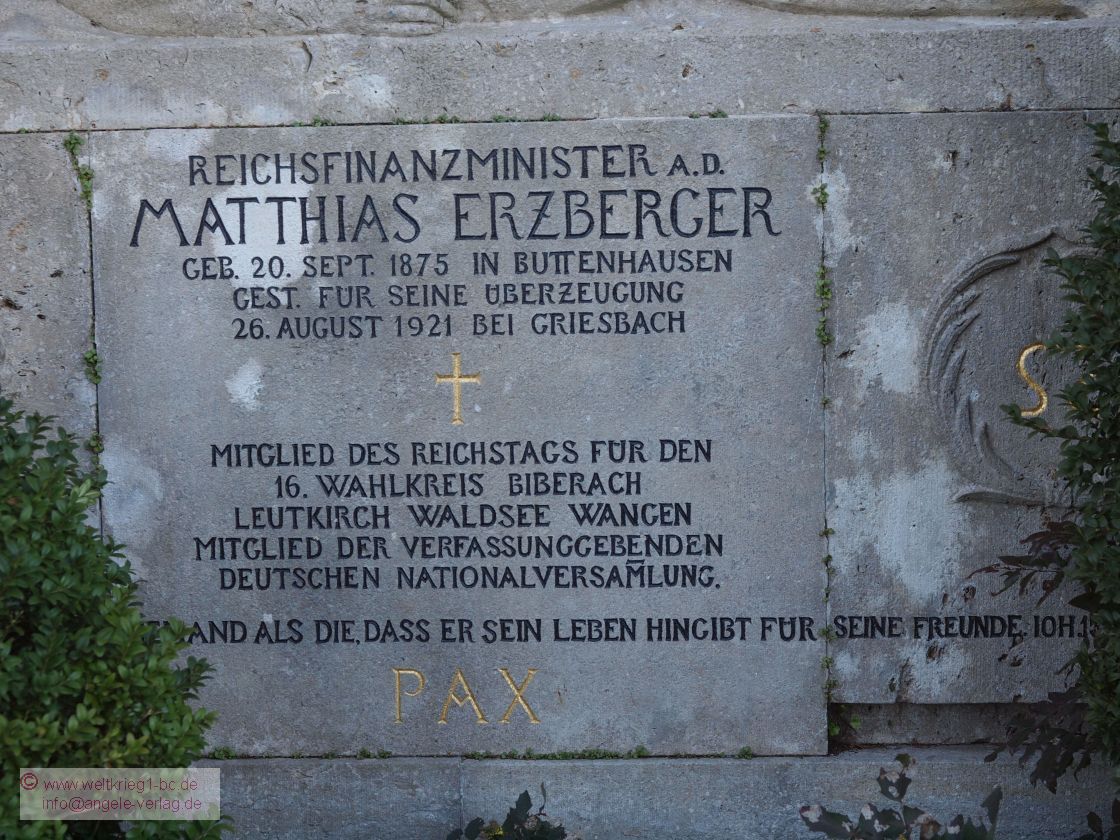 REICHSFINANZMINISTER A.D.
MATTHIAS ERZBERGER
GEB. 20. SEPT. 1875 IN BUTTENHAUSEN
GEST. FÜR SEINE ÜBERZEUGUNG
26. AUGUST 1921 BEI GRIESBACH
MITGLIED DES REICHSTAGS FÜR DEN
16. WAHLKREIS BIBERACH
LEUTKIRCH WALDSEE WANGEN
MITGLIED DER VERFASSUNGGEBENDEN
DEUTSCHEN NATIONALVERSAM̅LUNG.
ALS DIE, DASS ER SEIN LEBEN HINGIBT FÜR SEINE FREUNDE. IOH.
PAX
© www.weltkrieg1-bc.de
info@angele-verlag.de